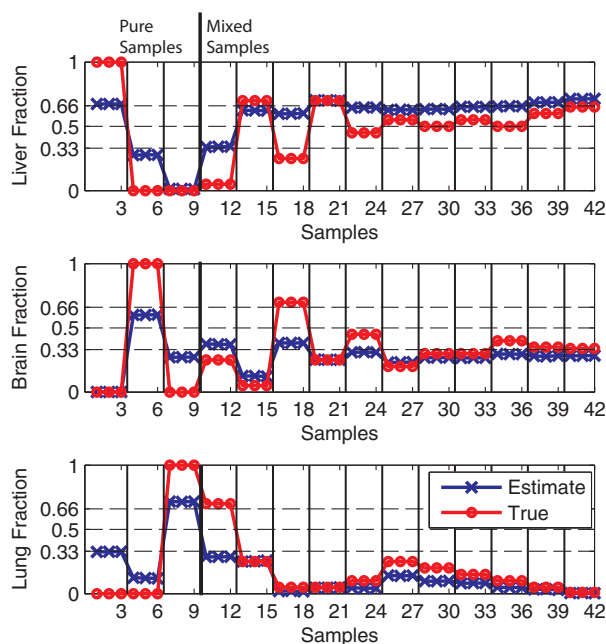 Pure
Samples
Mixed
Samples
Liver Fraction
1
0.66
0.5
0.33
0
3 6 9 12 15 18 21 24 27 30 33 36 39 42
Samples
Brain Fraction
1
0.66
0.5
0.33
0
3 6 9 12 15 18 21 24 27 30 33 36 39 42
Samples
Lung Fraction
1
0.66
0.5
0.33
0
Estimate
True
3 6 9 12 15 18 21 24 27 30 33 36 39 42
Samples